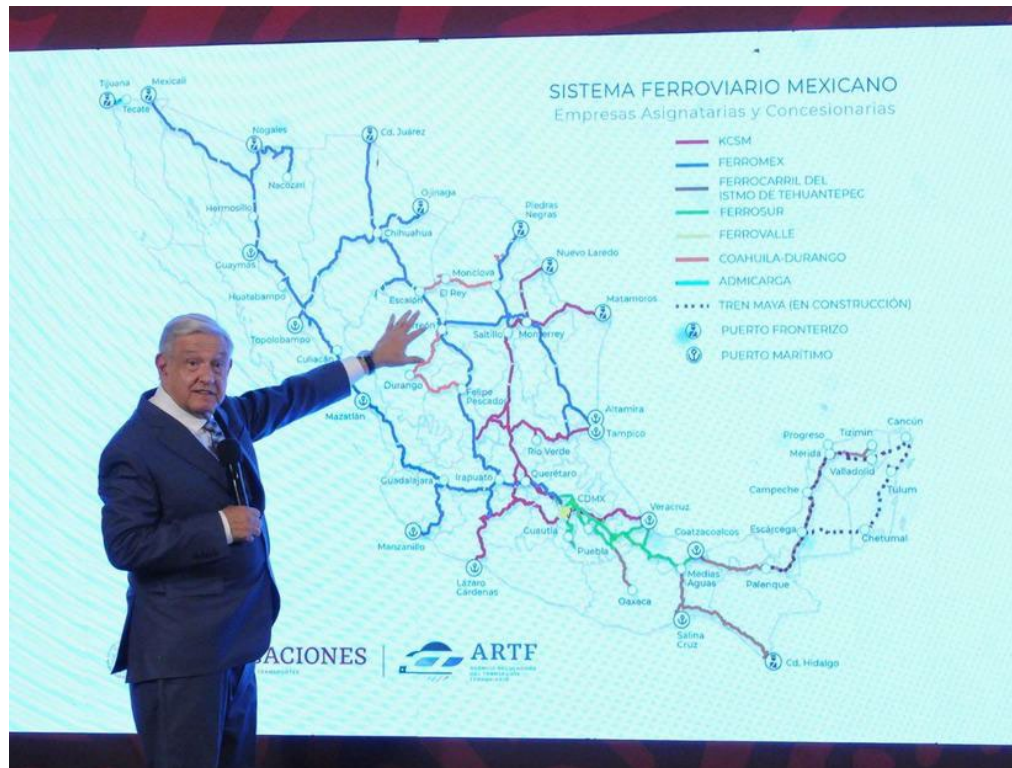 SISTEMA FERROVIARIO MEXICANO
Empresas Asignatarias y Concesionarias
KCSM
FERROMEX
FERROCARRIL DEL
ISTMO DE TEHUANTEPEC
FERROSUR
FERROVALLE
COAHUILA-DURANGO
ADMICARGA
TREN MAYA (EN CONSTRUCCIÓN)
PUERTO FRONTERIZO
PUERTO MARÍTIMO
Tijuana
Mexicali
Tecate
Nogales
Cd. Juárez
Nacozari
Ojinaga
Hermosillo
Piedras
Negras
Chihuahua
Nuevo Laredo
Guaymas
Monclova
Huatabampo
Escalón
El Rey
Matamoros
Topolobampo
Saltillo
Monterrey
Culiacán
Durango
Felipe
Pescador
Mazatlán
Altamira
Tampico
Río Verde
Guadalajara
Irapuato
Querétaro
CDMX
Veracruz
Manzanillo
Cuautla
Puebla
Coatzacoalcos
Lázaro
Cárdenas
Oaxaca
Medias
Aguas
Salina
Cruz
Cd. Hidalgo
Palenque
Escárcega
Chetumal
Campeche
Tulum
Mérida
Valladolid
Progreso
Tizimín
Cancún
ACIONES
ARTF